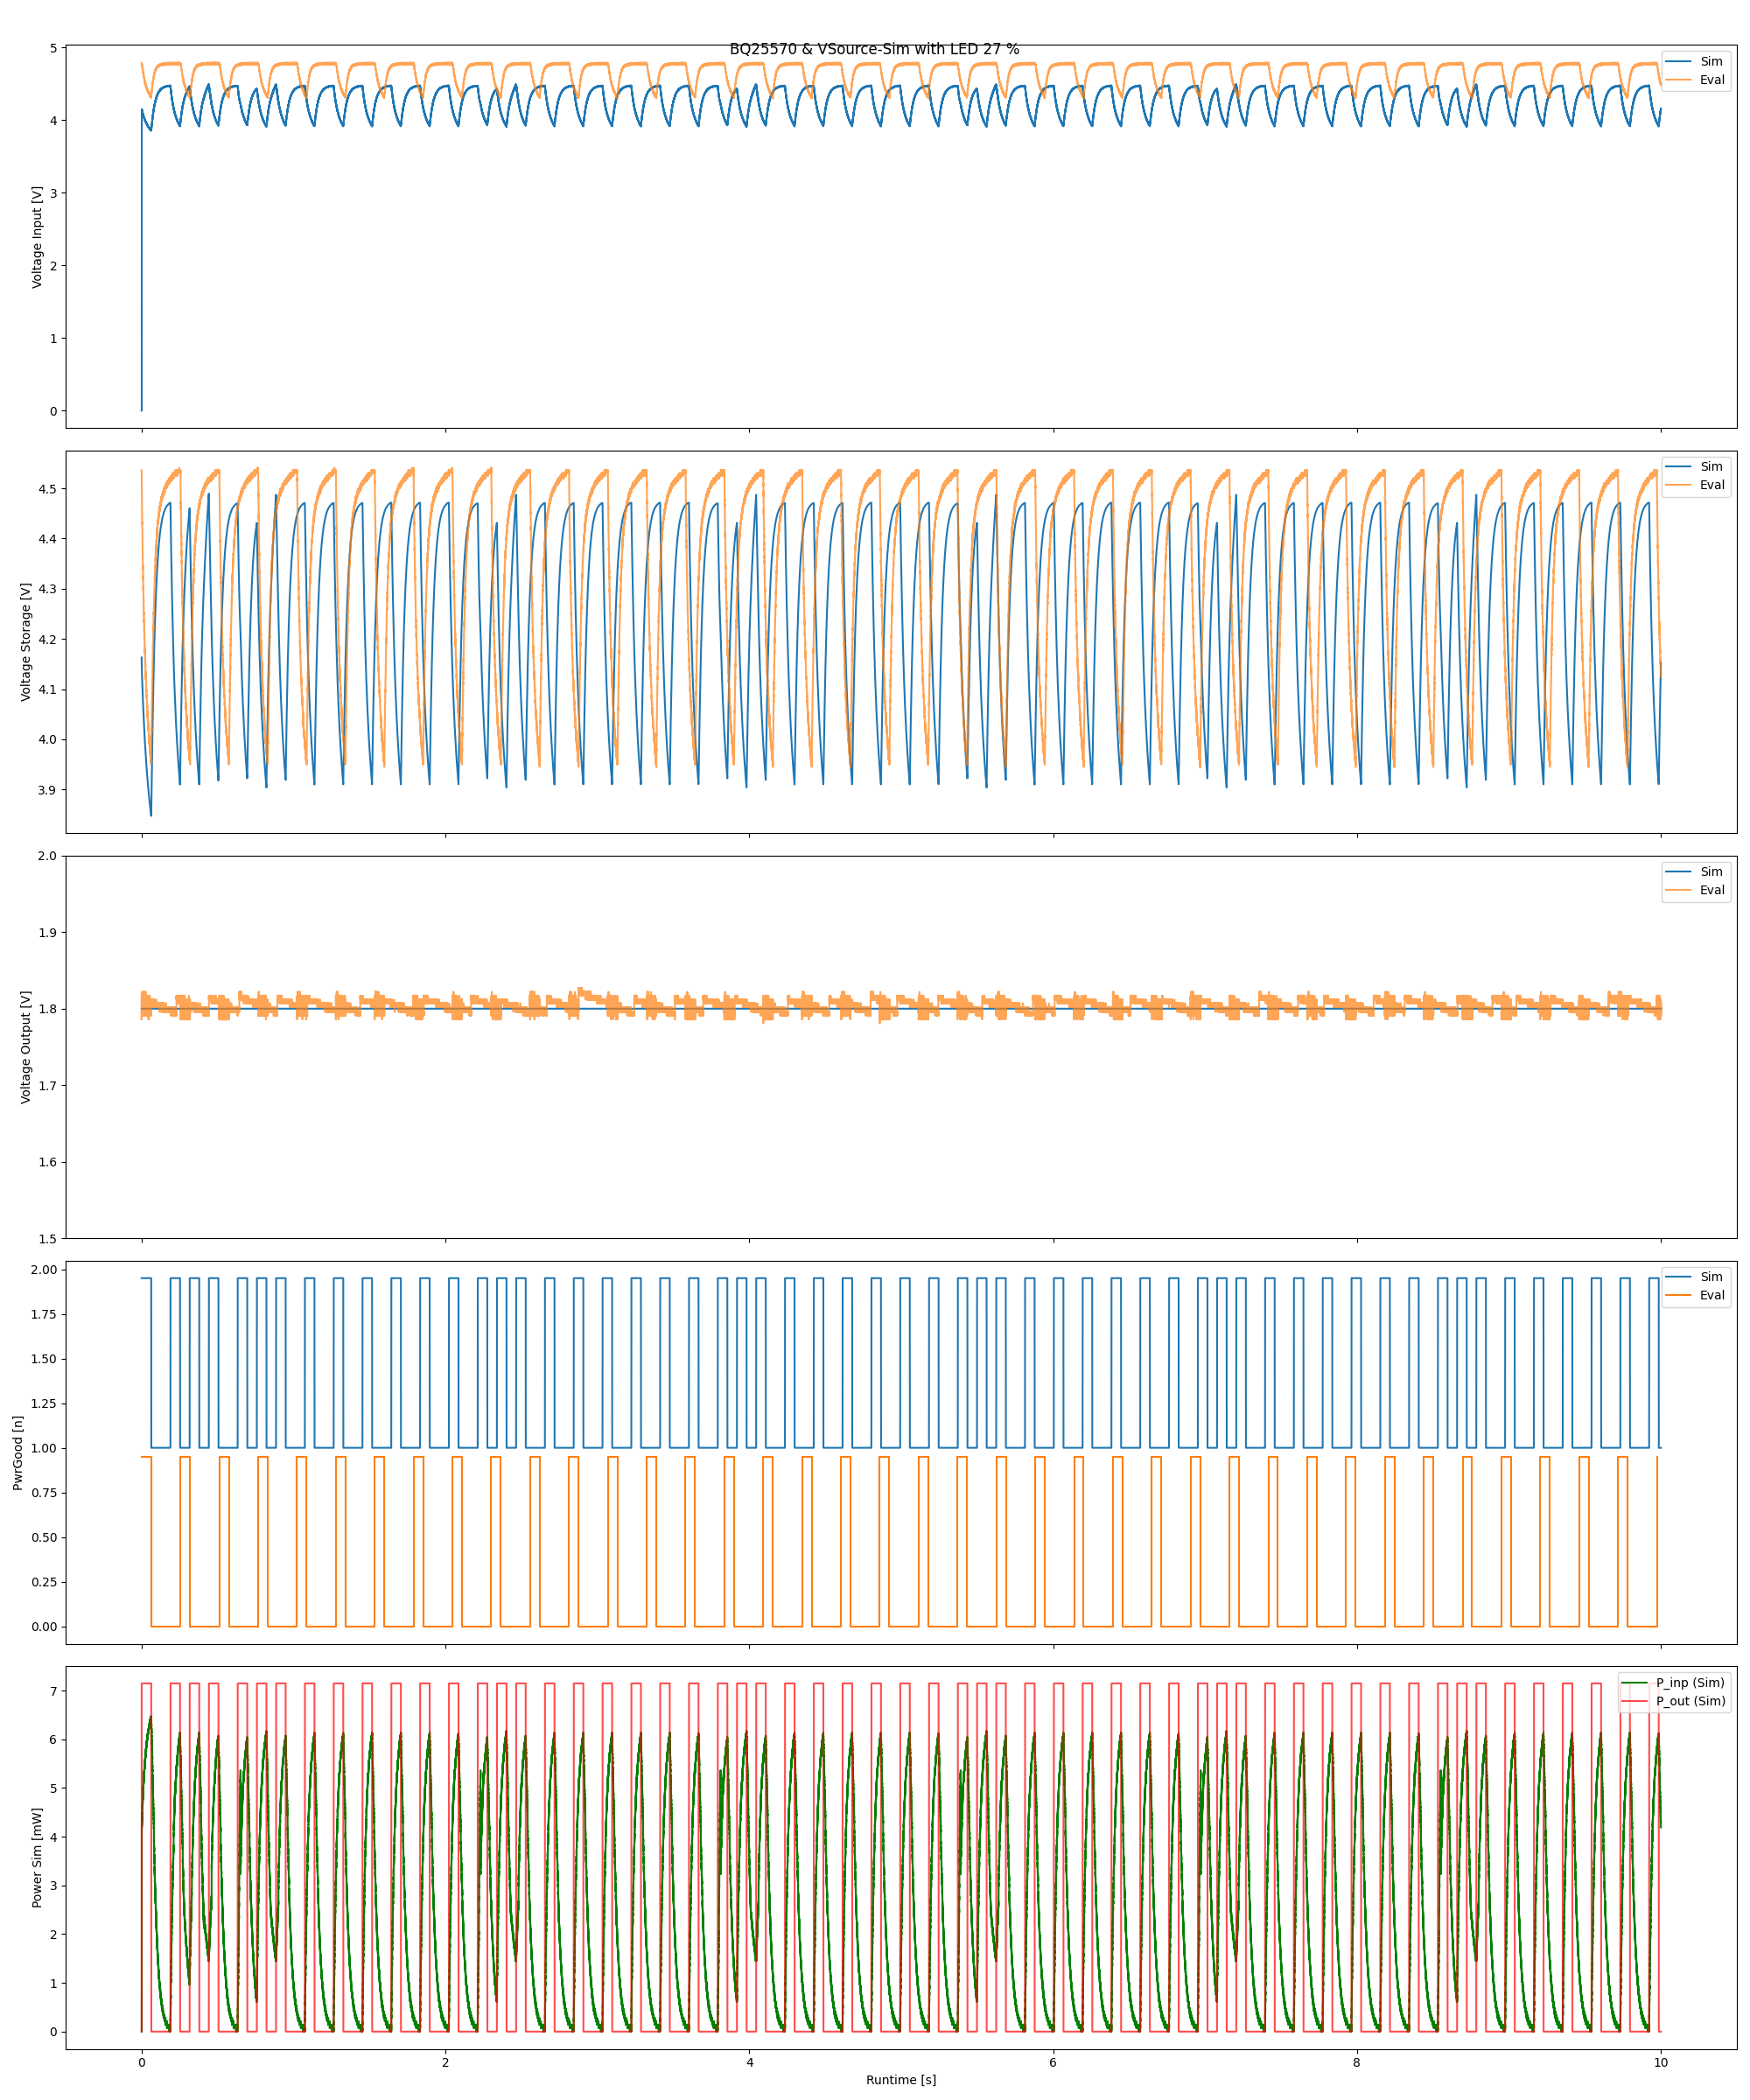 BQ25570 & VSource-Sim with LED 27 %
5
4
3
2
1
0
Voltage Input [V]
Sim
Eval
4.5
4.4
4.3
4.2
4.1
4.0
3.9
Voltage Storage [V]
Sim
Eval
2.0
1.9
1.8
1.7
1.6
1.5
Voltage Output [V]
Sim
Eval
2.00
1.75
1.50
1.25
1.00
0.75
0.50
0.25
0.00
PwrGood [n]
Sim
Eval
7
6
5
4
3
2
1
0
Power Sim [mW]
P_inp (Sim)
P_out (Sim)
0 2 4 6 8 10
Runtime [s]